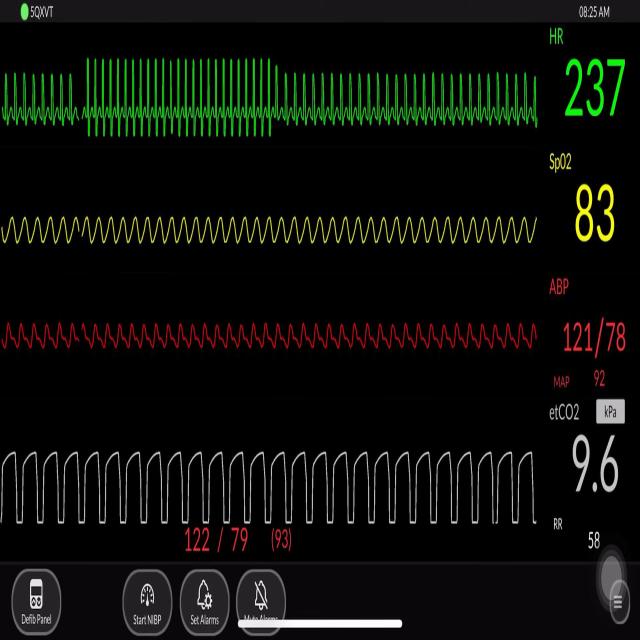 5QXVT 08:25 AM
HR
237
SpO2
83
ABP
121/78
MAP 92
etCO2 kPa
9.6
RR
58
122 / 79 (93)
Defib Panel
Start NIBP
Set Alarms
Mute Alarms